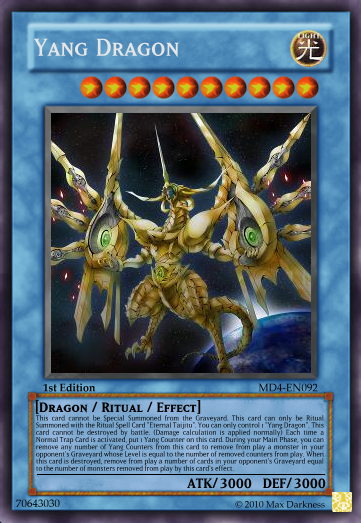 Yang Dragon
LIGHT
光
1st Edition
MD4-EN092
[Dragon / Ritual / Effect]
This card cannot be Special Summoned from the Graveyard. This card can only be Ritual
Summoned with the Ritual Spell Card "Eternal Taijitu". You can only control 1 "Yang Dragon". This
card cannot be destroyed by battle. (Damage calculation is applied normally) Each time a
Normal Trap Card is activated, put 1 Yang Counter on this card. During your Main Phase, you can
remove any number of Yang Counters from this card to remove from play a monster in your
opponent's Graveyard whose Level is equal to the number of removed counters from play. When
this card is destroyed, remove from play a number of cards in your opponent's Graveyard equal
to the number of monsters removed from play by this card's effect.
ATK/ 3000 DEF/ 3000
70643030
© 2010 Max Darkness